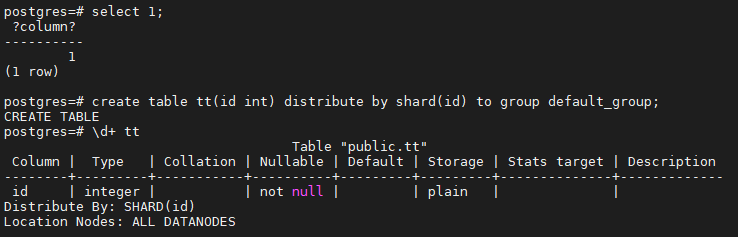 postgres=# select 1;
 ?column?
----------
        1
(1 row)

postgres=# create table tt(id int) distribute by shard(id) to group default_group;
CREATE TABLE
postgres=# \d+ tt
                                    Table "public.tt"
 Column |  Type   | Collation | Nullable | Default | Storage | Stats target | Description
--------+---------+-----------+----------+---------+---------+--------------+-------------
 id     | integer |           | not null |         | plain   |              |
Distribute By: SHARD(id)
Location Nodes: ALL DATANODES